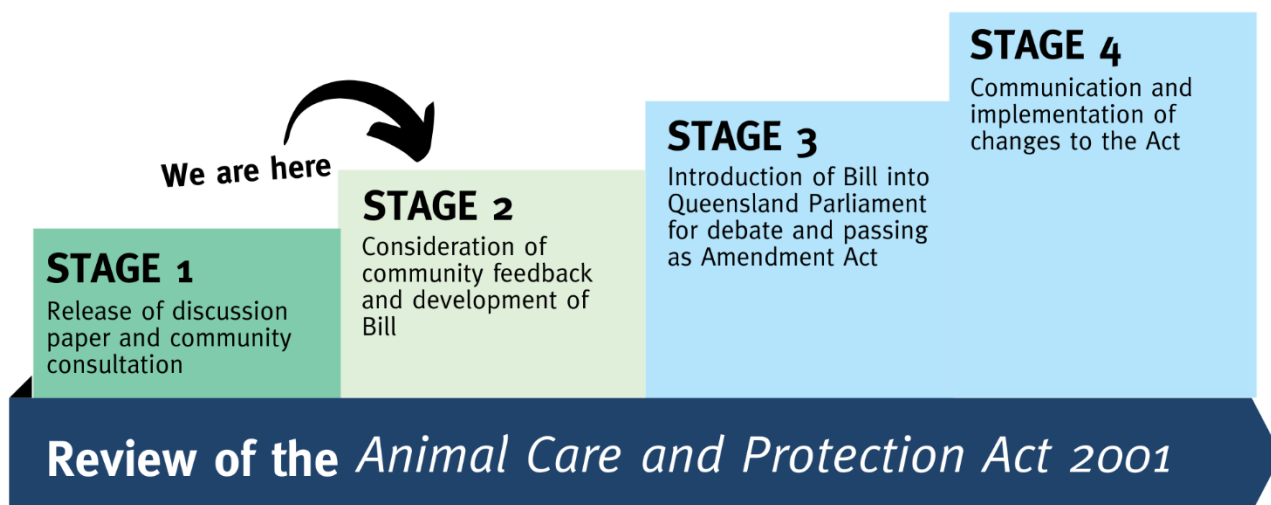 We are here
STAGE 1
Release of discussion
paper and community
consultation
STAGE 2
Consideration of
community feedback
and development of
Bill
STAGE 3
Introduction of Bill into
Queensland Parliament
for debate and passing
as Amendment Act
STAGE 4
Communication and
implementation of
changes to the Act
Review of the Animal Care and Protection Act 2001